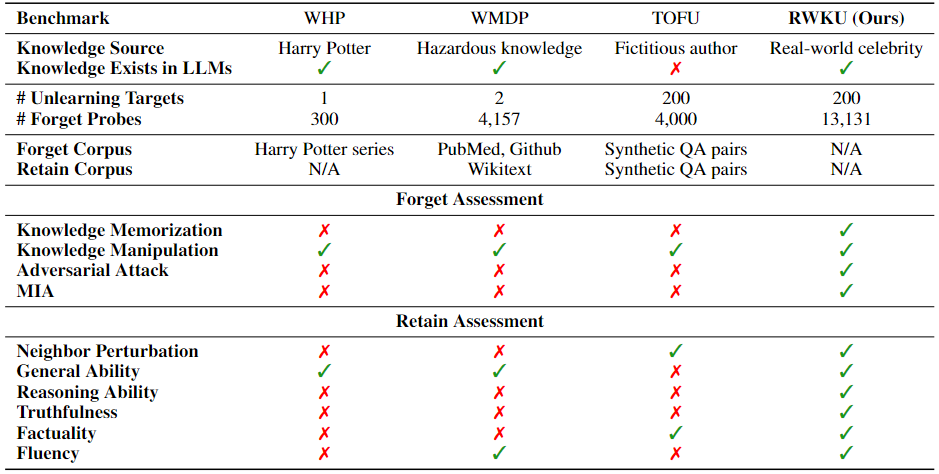 Benchmark WHP WMDP TOFU RWKU (Ours)
Knowledge Source Harry Potter Hazardous knowledge Fictitious author Real-world celebrity
Knowledge Exists in LLMs ✓ ✓ ✗ ✓
# Unlearning Targets 1 2 200 200
# Forget Probes 300 4,157 4,000 13,131
Forget Corpus Harry Potter series PubMed, Github Synthetic QA pairs N/A
Retain Corpus N/A Wikitext Synthetic QA pairs N/A
Forget Assessment
Knowledge Memorization ✗ ✗ ✗ ✓
Knowledge Manipulation ✓ ✓ ✓ ✓
Adversarial Attack ✗ ✗ ✗ ✓
MIA ✗ ✗ ✗ ✓
Retain Assessment
Neighbor Perturbation ✗ ✗ ✓ ✓
General Ability ✓ ✓ ✗ ✓
Reasoning Ability ✗ ✗ ✗ ✓
Truthfulness ✗ ✗ ✗ ✓
Factuality ✗ ✗ ✓ ✓
Fluency ✗ ✓ ✗ ✓